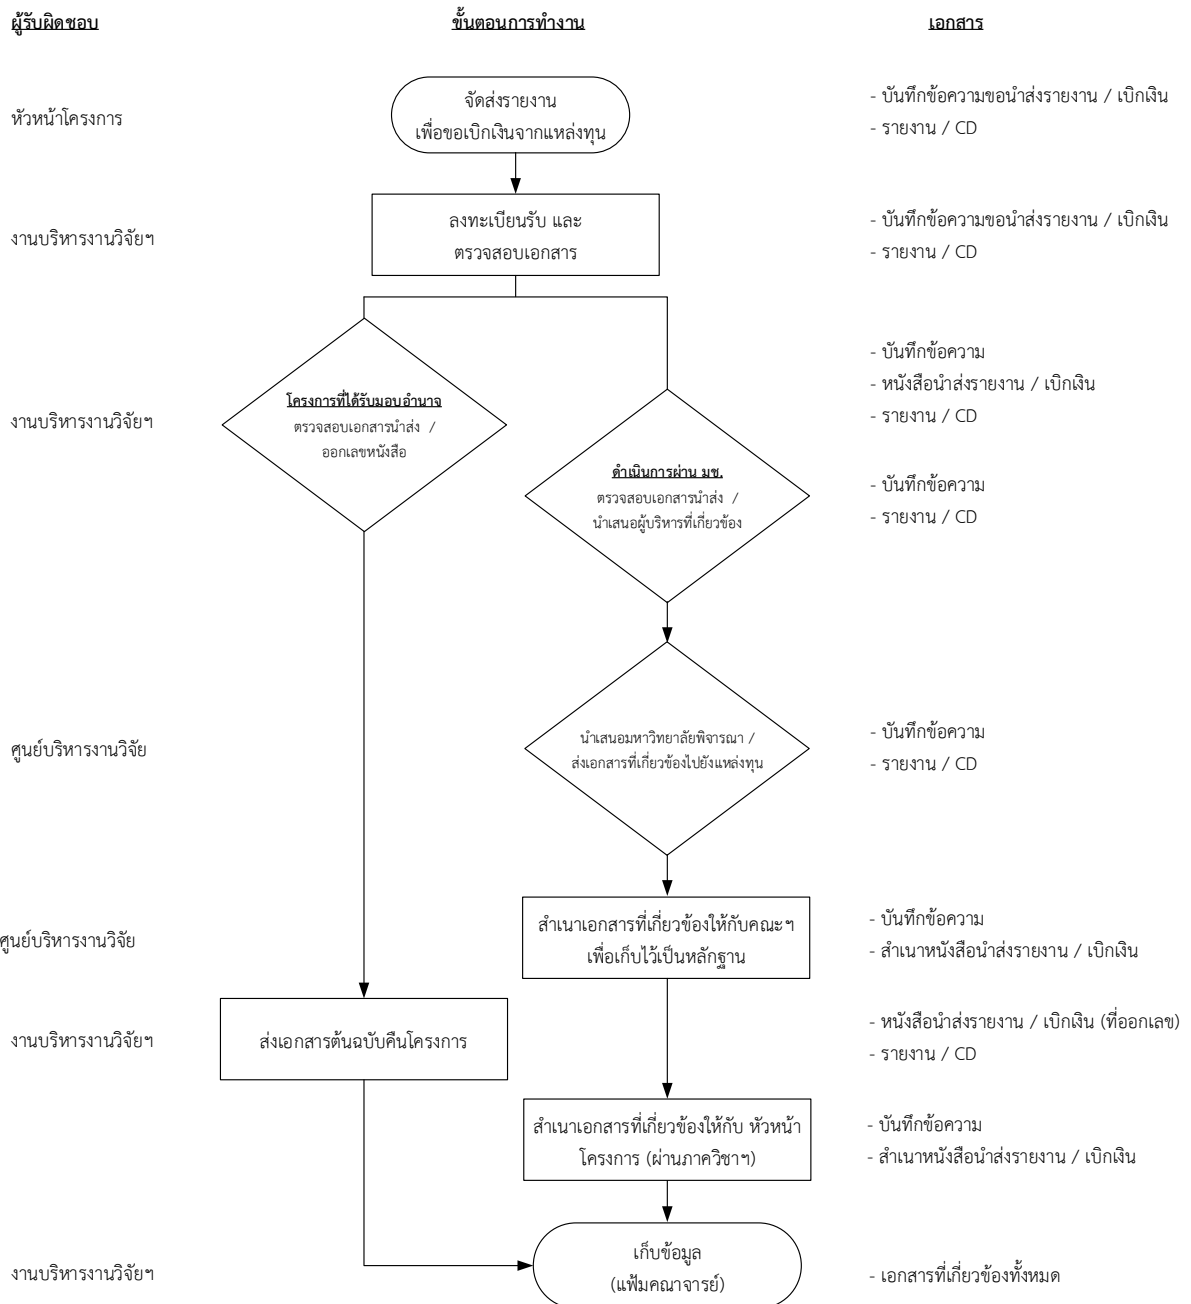 ผู้รับผิดชอบ
ขั้นตอนการทำงาน
เอกสาร
หัวหน้าโครงการ
จัดส่งรายงาน
เพื่อขอเบิกเงินจากแหล่งทุน
- บันทึกข้อความขอนำส่งรายงาน / เบิกเงิน
- รายงาน / CD
งานบริหารงานวิจัยฯ
ลงทะเบียนรับ และ
ตรวจสอบเอกสาร
- บันทึกข้อความขอนำส่งรายงาน / เบิกเงิน
- รายงาน / CD
งานบริหารงานวิจัยฯ
โครงการที่ได้รับมอบอำนาจ
ตรวจสอบเอกสารนำส่ง /
ออกเลขหนังสือ
- บันทึกข้อความ
- หนังสือนำส่งรายงาน / เบิกเงิน
- รายงาน / CD
ดำเนินการผ่าน มช.
ตรวจสอบเอกสารนำส่ง /
นำเสนอผู้บริหารที่เกี่ยวข้อง
- บันทึกข้อความ
- รายงาน / CD
ศูนย์บริหารงานวิจัย
นำเสนอมหาวิทยาลัยพิจารณา /
ส่งเอกสารที่เกี่ยวข้องไปยังแหล่งทุน
- บันทึกข้อความ
- รายงาน / CD
ศูนย์บริหารงานวิจัย
สำเนาเอกสารที่เกี่ยวข้องให้กับคณะฯ
เพื่อเก็บไว้เป็นหลักฐาน
- บันทึกข้อความ
- สำเนาหนังสือนำส่งรายงาน / เบิกเงิน
งานบริหารงานวิจัยฯ
ส่งเอกสารต้นฉบับคืนโครงการ
- หนังสือนำส่งรายงาน / เบิกเงิน (ที่ออกเลข)
- รายงาน / CD
สำเนาเอกสารที่เกี่ยวข้องให้กับ หัวหน้า
โครงการ (ผ่านภาควิชาฯ)
- บันทึกข้อความ
- สำเนาหนังสือนำส่งรายงาน / เบิกเงิน
งานบริหารงานวิจัยฯ
เก็บข้อมูล
(แฟ้มคณาจารย์)
- เอกสารที่เกี่ยวข้องทั้งหมด